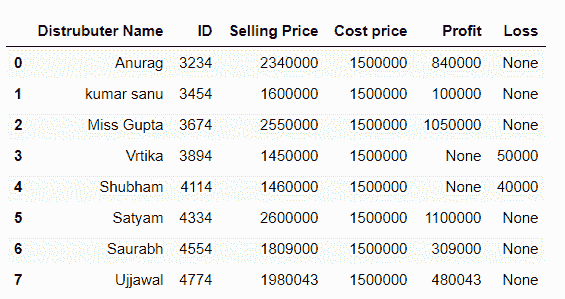 Distrubuter Name ID Selling Price Cost price Profit Loss
0 Anurag 3234 2340000 1500000 840000 None
1 kumar sanu 3454 1600000 1500000 100000 None
2 Miss Gupta 3674 2550000 1500000 1050000 None
3 Vrtika 3894 1450000 1500000 None 50000
4 Shubham 4114 1460000 1500000 None 40000
5 Satyam 4334 2600000 1500000 1100000 None
6 Saurabh 4554 1809000 1500000 309000 None
7 Ujjawal 4774 1980043 1500000 480043 None